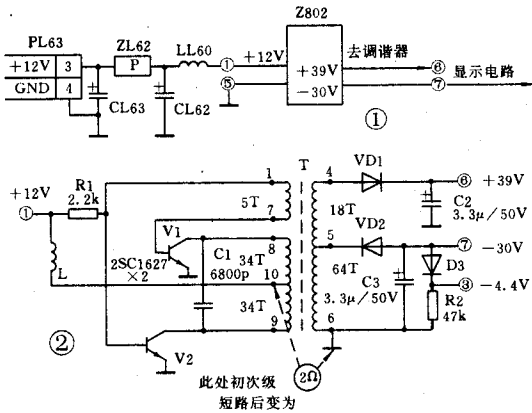 PL63
+12V 3
GND 4
ZL62
P
LL60
①
+12V
⑤
CL63
CL62
Z802
+39V
-30V
去调谐器
⑥
显示电路
⑦
①
+12V
①
R1
2.2k
L
V1
2SC1627
×2
V2
C1
6800p
1
5T
7
8
34T
10
34T
9
T
4
18T
5
64T
6
VD1
⑥ +39V
C2
3.3μ/50V
VD2
⑦ -30V
C3
3.3μ/50V
D3
⑧ -4.4V
R2
47k
2Ω
②
此处初次级
短路后变为